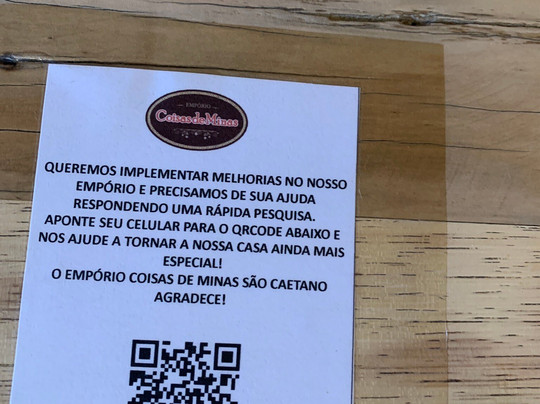 EMPÓRIO
Coisas de Minas
QUEREMOS IMPLEMENTAR MELHORIAS NO NOSSO
EMPÓRIO E PRECISAMOS DE SUA AJUDA
RESPONDENDO UMA RÁPIDA PESQUISA.
APONTE SEU CELULAR PARA O QRCODE ABAIXO E
NOS AJUDE A TORNAR A NOSSA CASA AINDA MAIS
ESPECIAL!
O EMPÓRIO COISAS DE MINAS SÃO CAETANO
AGRADECE!